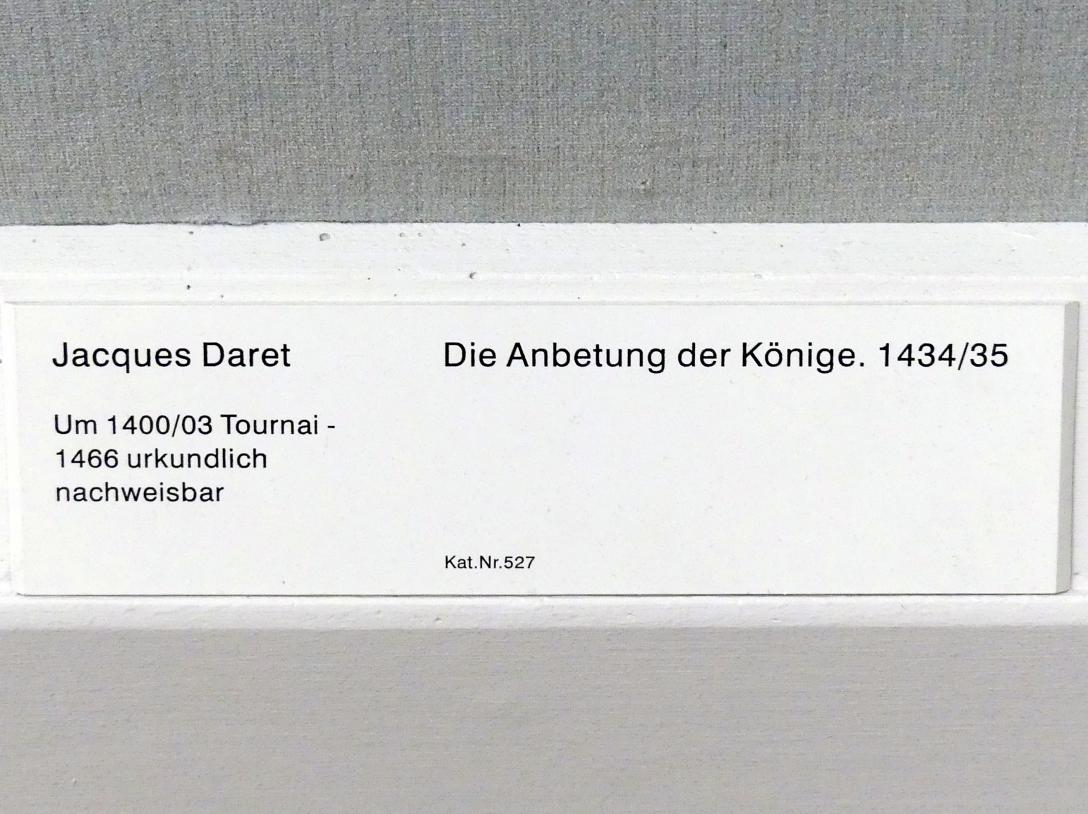 Jacques Daret
Die Anbetung der Könige. 1434/35
Um 1400/03 Tournai -
1466 urkundlich
nachweisbar
Kat.Nr.527